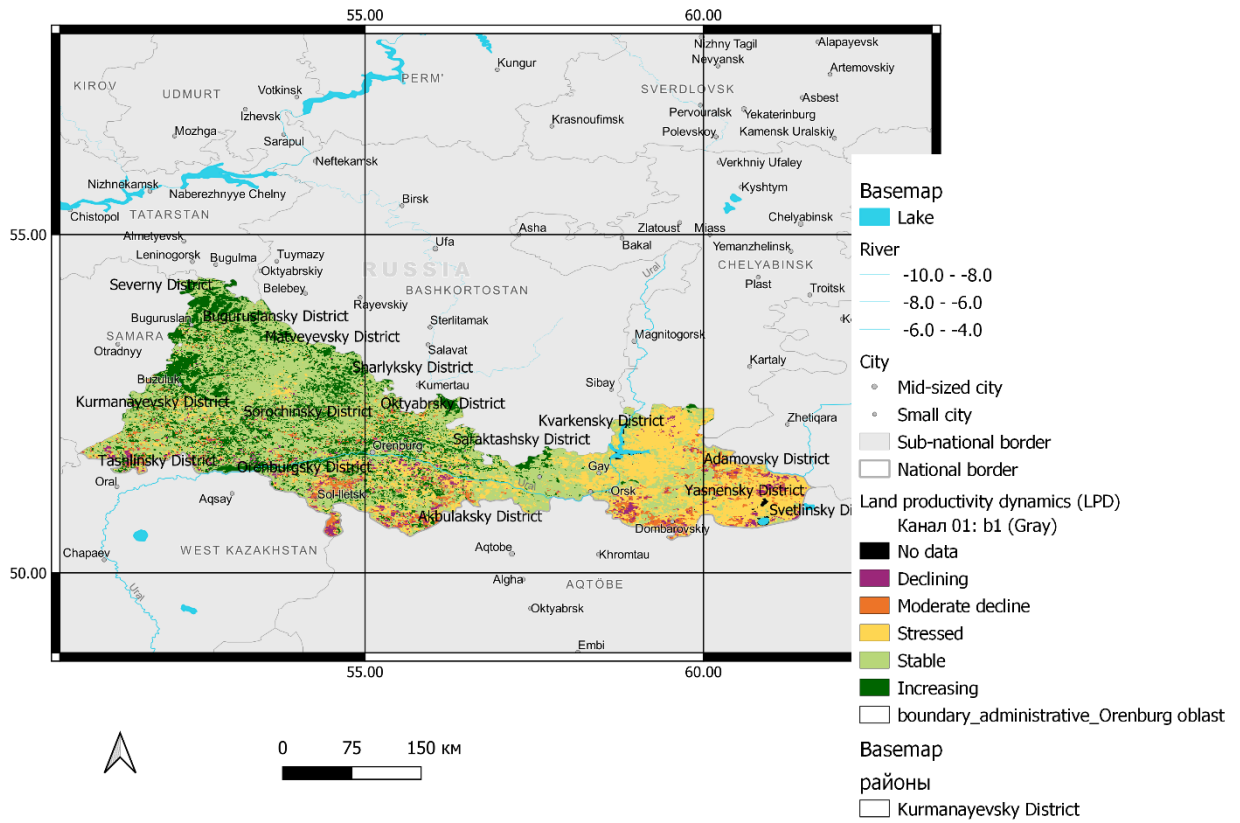 55.00
60.00
Nizhny Tagil
Alapayevsk
Nevyansk
Kungur
Artemovskiy
PERM'
KIROV
SVERDLOVSK
UDMURT
Votkinsk
Asbest
Izhevsk
Pervouralsk
Yekaterinburg
Krasnoufimsk
Mozhga
Polevskoy
Kamensk Uralskiy
Sarapul
Neftekamsk
Verkhniy Ufaley
Nizhnekamsk
Naberezhnyye Chelny
Kyshtym
Birsk
Chistopol
TATARSTAN
Chelyabinsk
Asha
Zlatoust
Miass
55.00
Almetyevsk
Ufa
Bakal
Yemanzhelinsk
Leninogorsk
Bugulma
Tuymazy
Oktyabrskiy
RUSSIA
Ural
CHELYABINSK
Severny District
Belebey
BASHKORTOSTAN
Plast
Troitsk
Rayevskiy
Buguruslan
Buguruslansky District
Sterlitamak
SAMARA
Matveyevsky District
Magnitogorsk
Otradnyy
Salavat
Kartaly
Sharlyksky District
Buzuluk
Kumertau
Sibay
Kurmanayevsky District
Oktyabrsky District
Sorochinsky District
Kvarkensky District
Zhetiqara
Saraktashsky District
Orenburg
Tashlinsky District
Orenburgsky District
Adamovsky District
Gay
Oral
Ural
Aqsay
Sol-Iletsk
Orsk
Yasnensky District
Akbulaksky District
Svetlinsky Di
Dombarovskiy
Chapaev
WEST KAZAKHSTAN
Aqtobe
Khromtau
50.00
Algha
AQTÖBE
Ural
Oktyabrsk
Embi
55.00
60.00
0 75 150 км
Basemap
Lake
River
-10.0 - -8.0
-8.0 - -6.0
-6.0 - -4.0
City
Mid-sized city
Small city
Sub-national border
National border
Land productivity dynamics (LPD)
Канал 01: b1 (Gray)
No data
Declining
Moderate decline
Stressed
Stable
Increasing
boundary_administrative_Orenburg oblast
Basemap
районы
Kurmanayevsky District